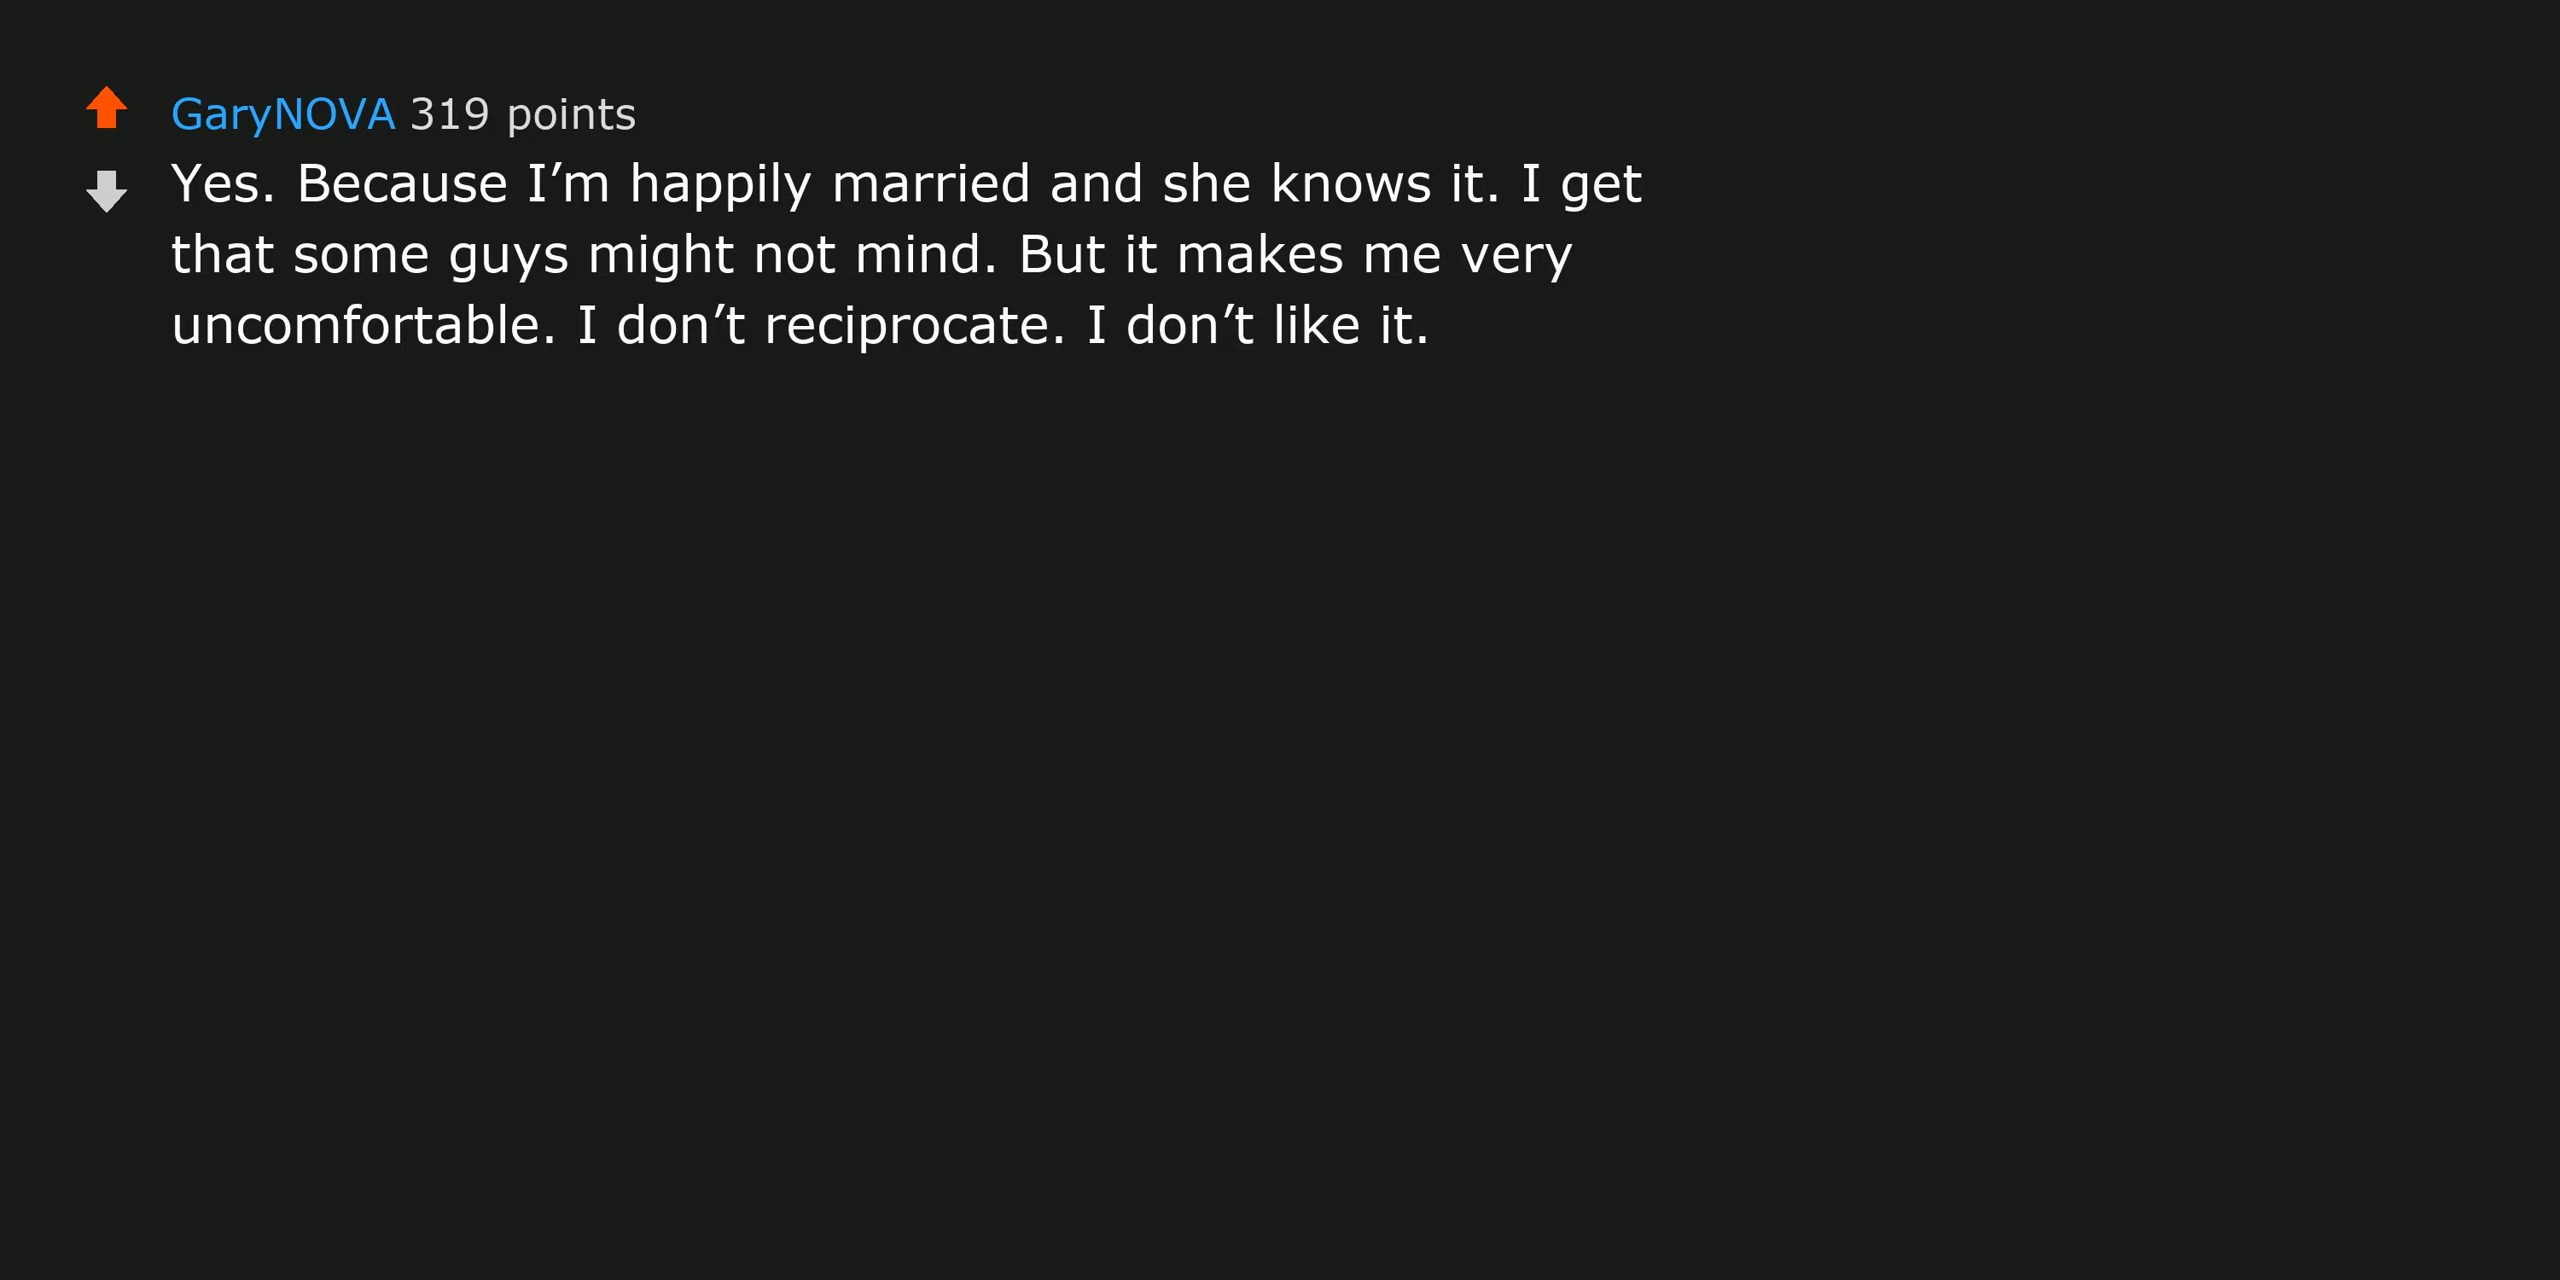 GaryNOVA 319 points
Yes. Because I’m happily married and she knows it. I get
that some guys might not mind. But it makes me very
uncomfortable. I don’t reciprocate. I don’t like it.